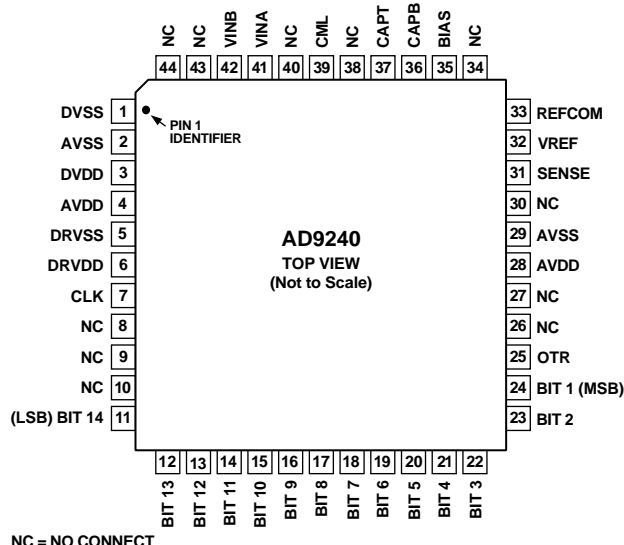 NC
NC
VINB
VINA
NC
CML
NC
CAPT
CAPB
BIAS
NC
44 43 42 41 40 39 38 37 36 35 34
DVSS 1
AVSS 2
DVDD 3
AVDD 4
DRVSS 5
DRVDD 6
CLK 7
NC 8
NC 9
NC 10
(LSB) BIT 14 11
PIN 1
IDENTIFIER
AD9240
TOP VIEW
(Not to Scale)
33 REFCOM
32 VREF
31 SENSE
30 NC
29 AVSS
28 AVDD
27 NC
26 NC
25 OTR
24 BIT 1 (MSB)
23 BIT 2
12 13 14 15 16 17 18 19 20 21 22
BIT 13
BIT 12
BIT 11
BIT 10
BIT 9
BIT 8
BIT 7
BIT 6
BIT 5
BIT 4
BIT 3
NC = NO CONNECT